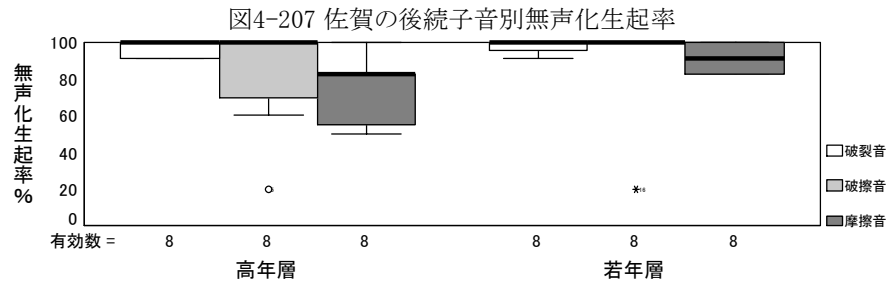 図4-207 佐賀の後続子音別無声化生起率
無声化生起率%
100
80
60
40
20
0
破裂音
破擦音
摩擦音
16
有効数 = 8 8 8 8 8 8
高年層 若年層